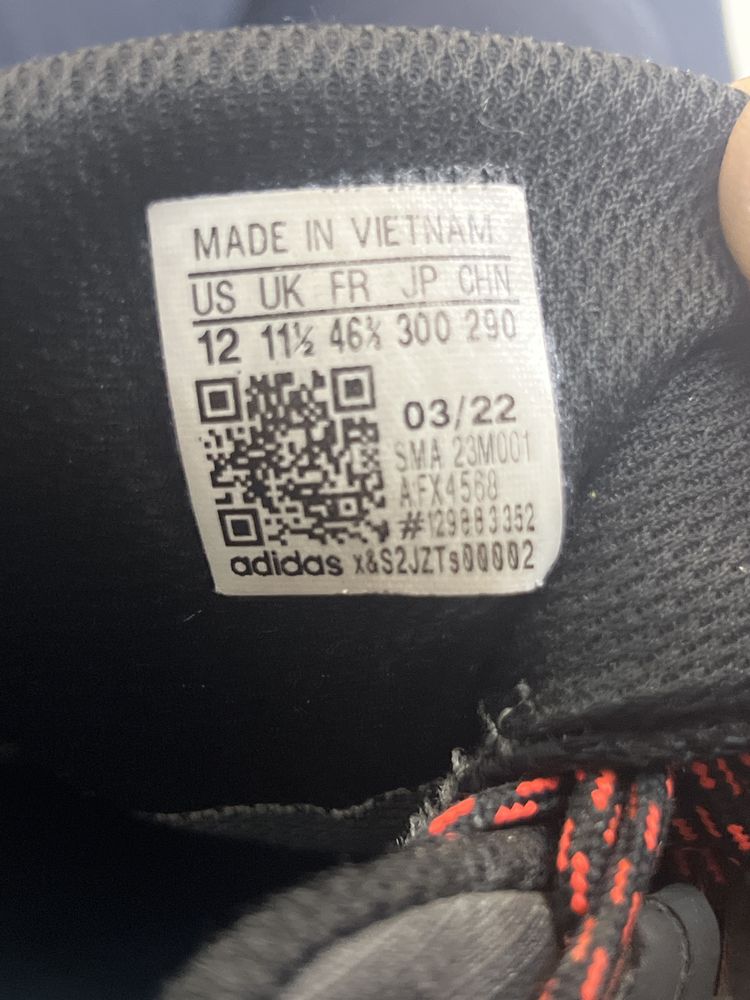 MADE IN VIETNAM
US UK FR JP CHN
12 11½ 46⅔ 300 290
03/22
SMA 23M001
AFX4568
#129883352
adidas x&S2JZTs00002